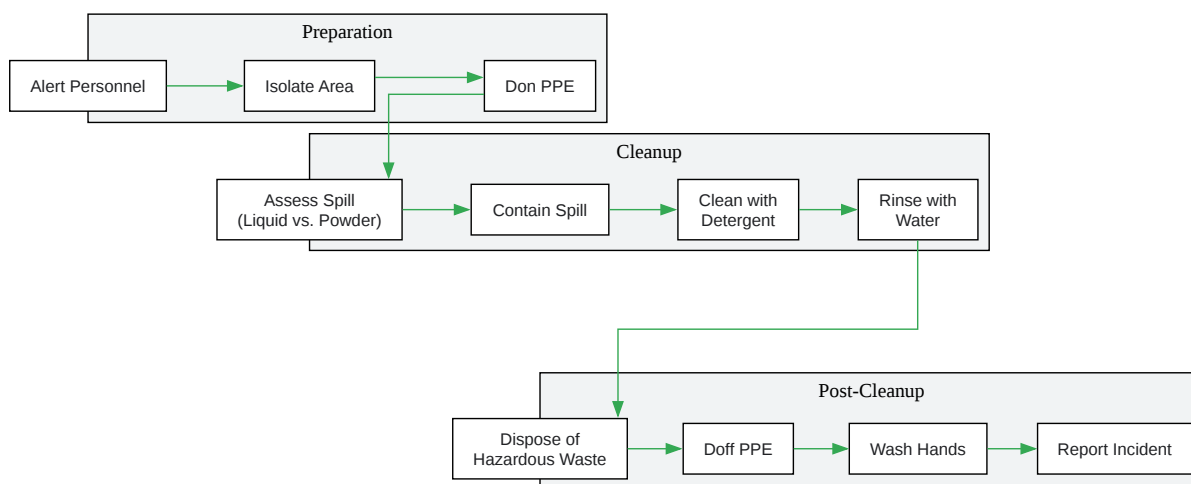 Preparation
Alert Personnel
Isolate Area
Don PPE
Cleanup
Assess Spill
(Liquid vs. Powder)
Contain Spill
Clean with
Detergent
Rinse with
Water
Post-Cleanup
Dispose of
Hazardous Waste
Doff PPE
Wash Hands
Report Incident